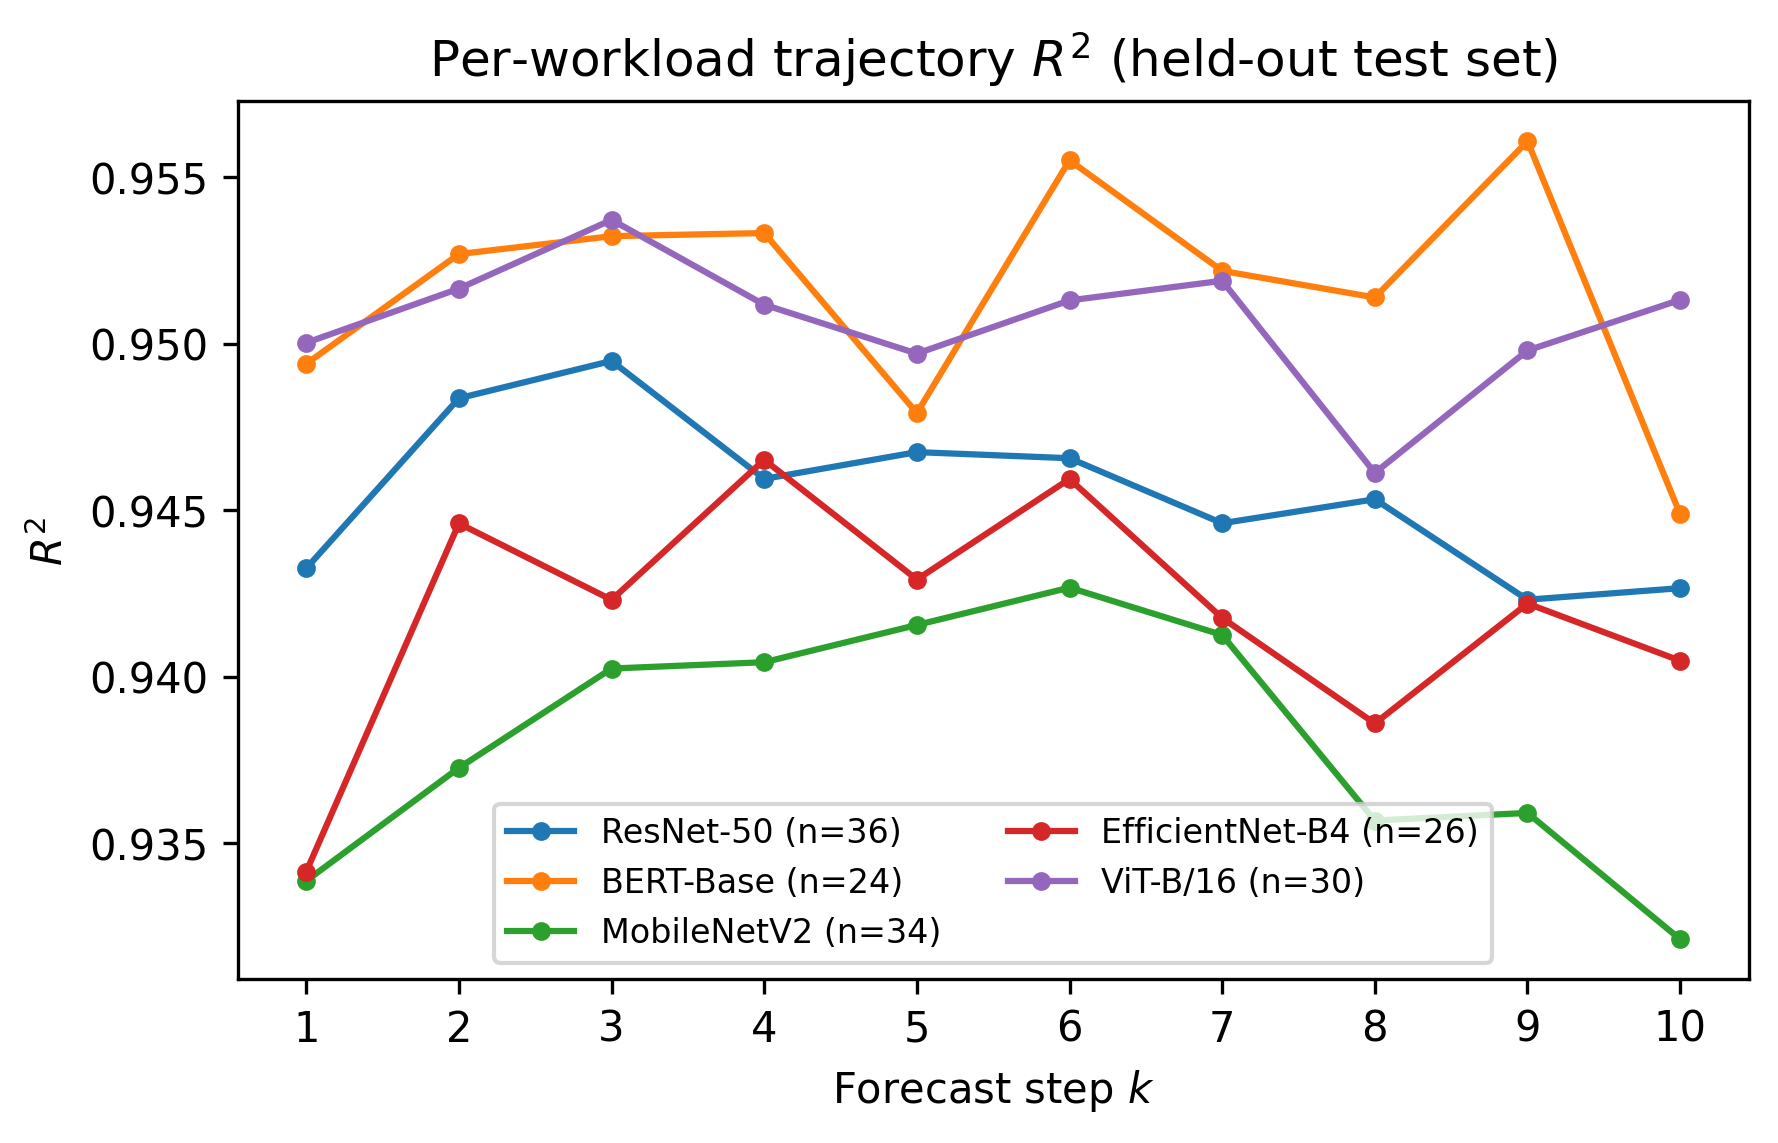 Per-workload trajectory R² (held-out test set)
R²
0.955
0.950
0.945
0.940
0.935
ResNet-50 (n=36)
BERT-Base (n=24)
MobileNetV2 (n=34)
EfficientNet-B4 (n=26)
ViT-B/16 (n=30)
1 2 3 4 5 6 7 8 9 10
Forecast step k